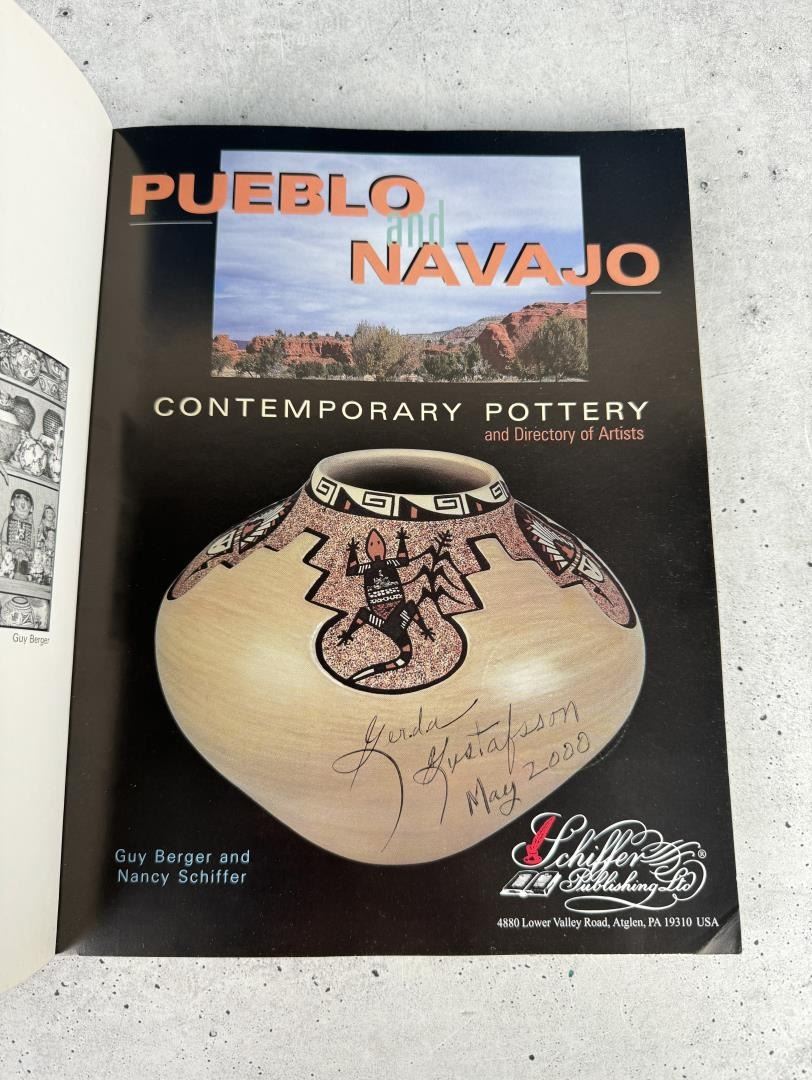 PUEBLO
and
NAVAJO
CONTEMPORARY POTTERY
and Directory of Artists
Gerda
Gustafsson
May 2000
Guy Berger and
Nancy Schiffer
Schiffer®
Publishing Ltd
4880 Lower Valley Road, Atglen, PA 19310 USA
Guy Berger